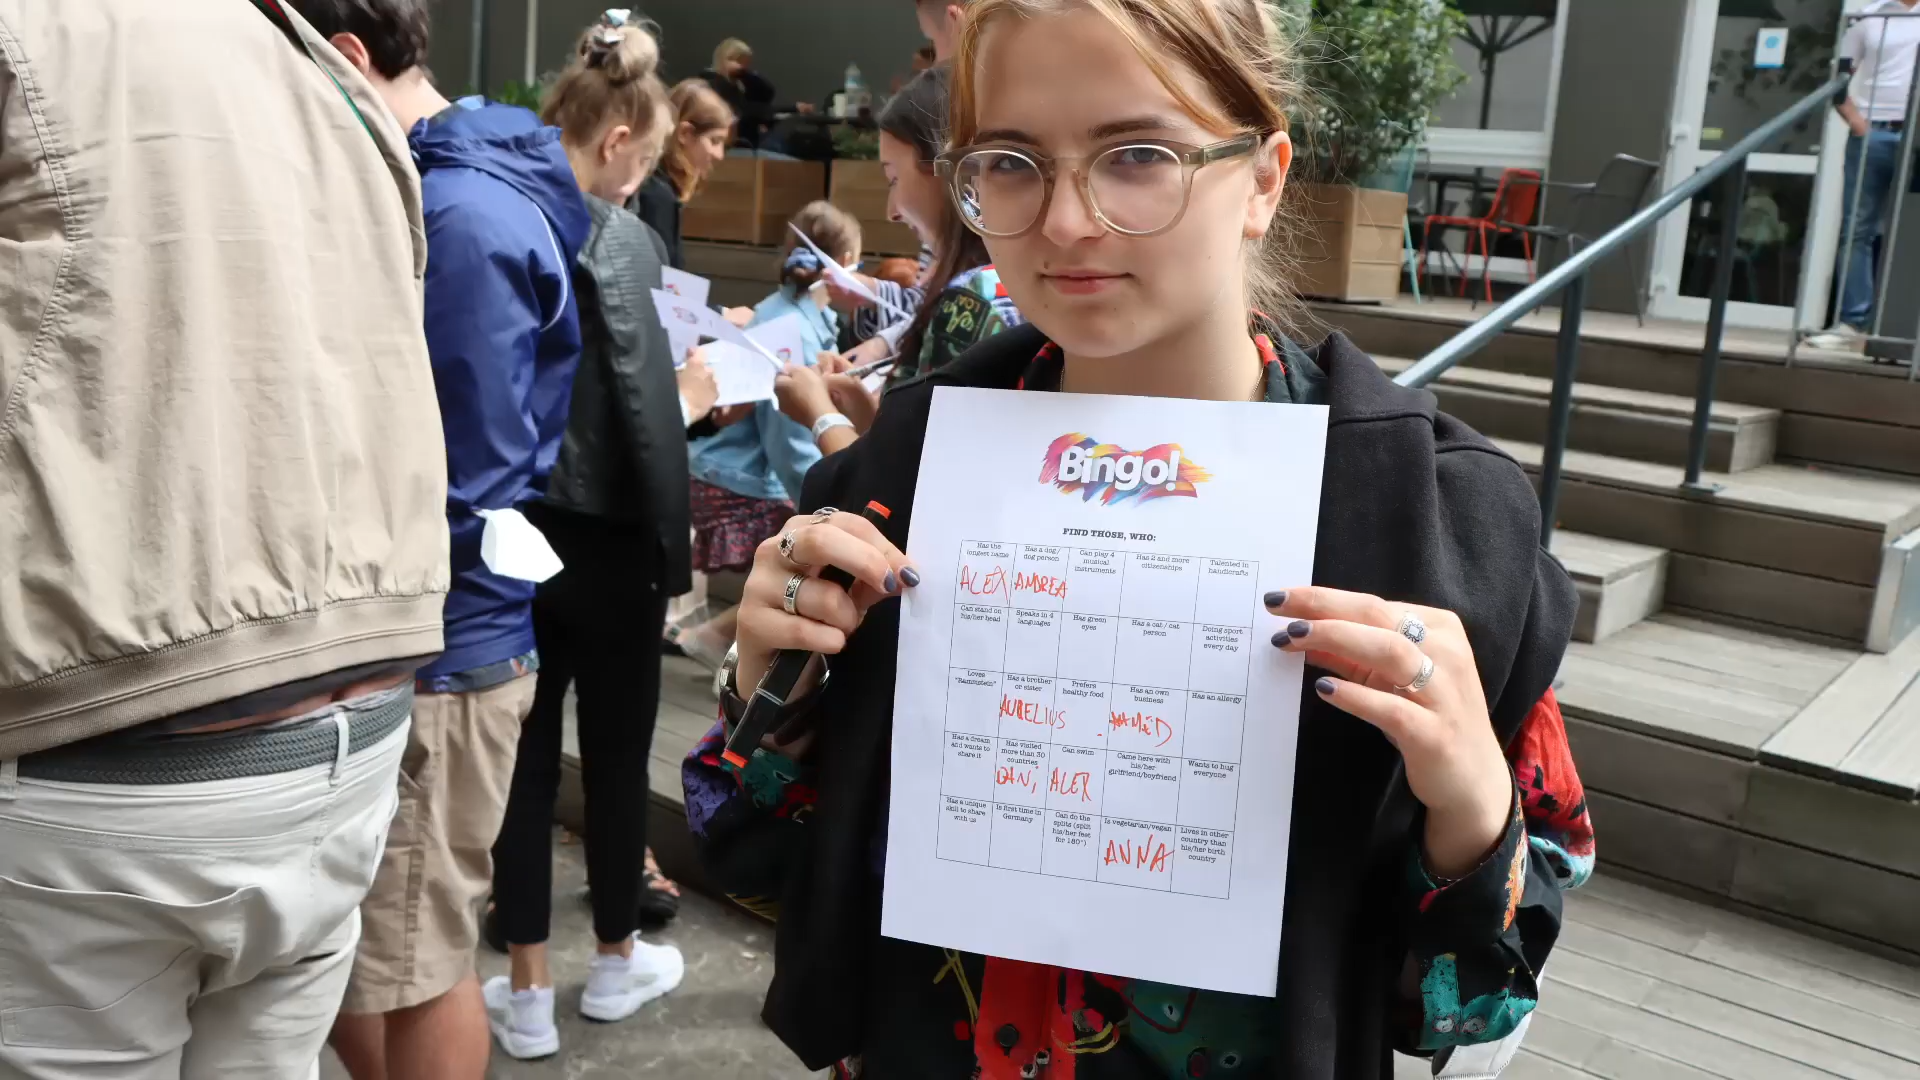 Bingo!
FIND THOSE, WHO:
Has the
longest name
ALEX
Has a dog/
dog person
ANDREA
Can play 4
musical
instruments
Has 2 and more
citizenships
Talented in
handicrafts
Can stand on
his/her head
Speaks in 4
languages
Has green
eyes
Has a cat / cat
person
Doing sport
activities
every day
Loves
"Rammstein"
Has a brother
or sister
AURELIUS
Prefers
healthy food
Has an own
business
Has an allergy
Has a dream
and wants to
share it
Has visited
more than 30
countries
DANi
Can swim
ALEX
Came here with
his/her
girlfriend/boyfriend
Wants to hug
everyone
Has a unique
skill to share
with us
Is first time in
Germany
Can do the
splits (split
his/her feet
for 180°)
Is vegetarian/vegan
ANNA
Lives in other
country than
his/her birth
country